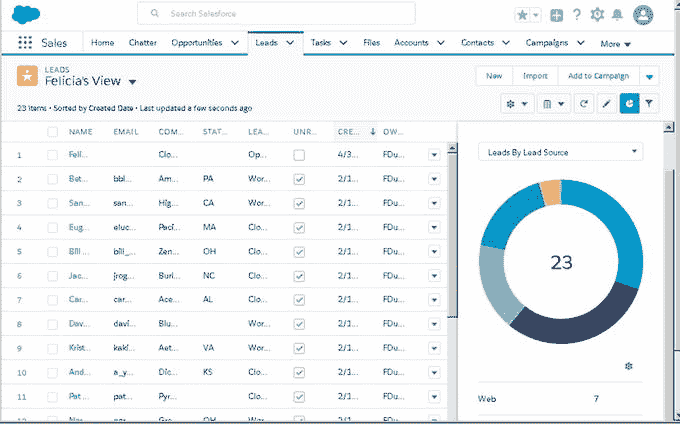 Search Salesforce
Sales Home Chatter Opportunities Leads Tasks Files Accounts Contacts Campaigns More
LEADS
Felicia's View
New Import Add to Campaign
23 items • Sorted by Created Date • Last updated a few seconds ago
NAME EMAIL COM... STAT... LEA... UNR... CRE... OW...
Leads By Lead Source
1 Feli... Clo... Op... 4/3... FDu...
2 Bet... bbl... Am... PA Wor... 2/1... FDu...
3 San... san... Hig... CA Wor... 2/1... FDu...
4 Eug... eluc... Paci... MA Clo... 2/1... FDu...
5 Bill ... bill_... Zen... OH Clo... 2/1... FDu...
6 Jac... jrog... Buri... NC Clo... 2/1... FDu...
7 Car... car... Ace... AL Clo... 2/1... FDu...
8 Dav... davi... Blu... Wor... 2/1... FDu...
9 Krist... kaki... Aet... VA Wor... 2/1... FDu...
10 And... a_y... Dic... KS Clo... 2/1... FDu...
11 Pat ... pat... Pyr... Clo... 2/1... FDu...
23
Web 7